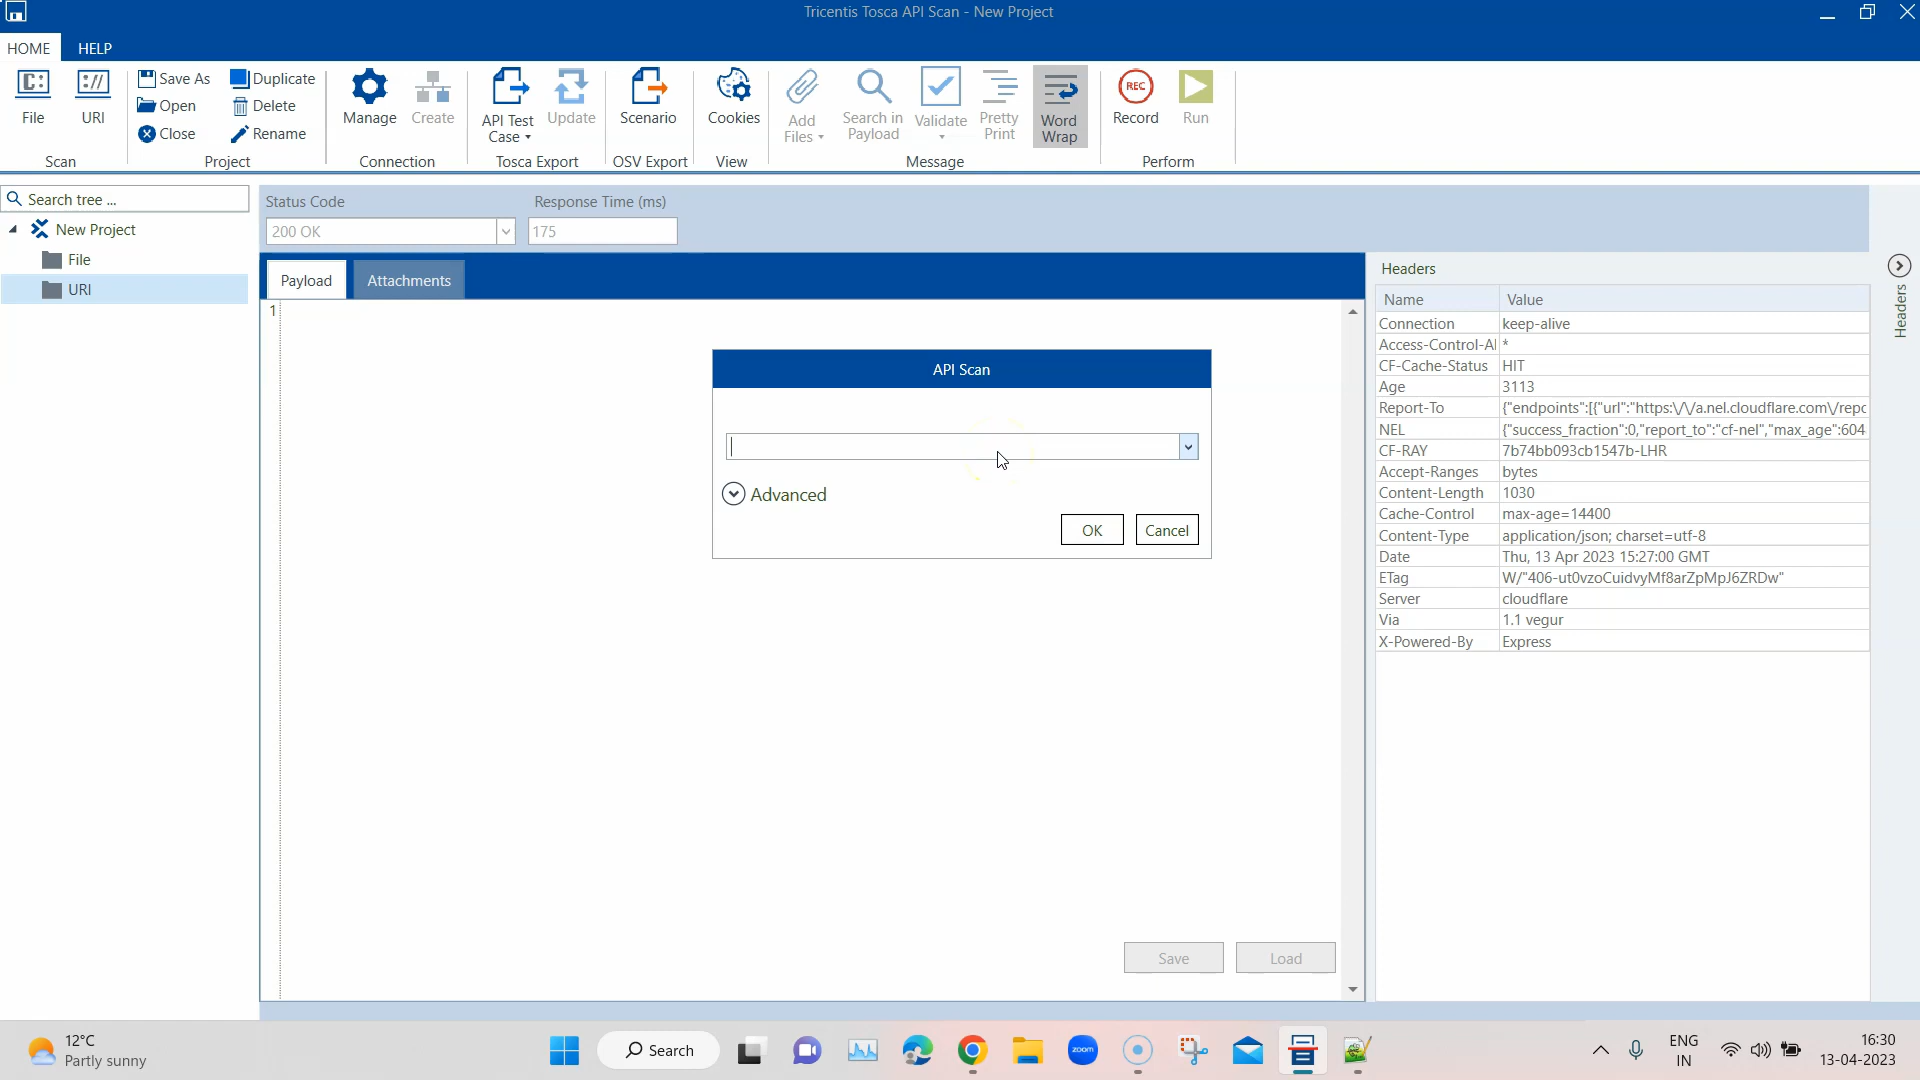 Tricentis Tosca API Scan - New Project
HOME HELP
File
URI
Scan
Save As
Open
Close
Duplicate
Delete
Rename
Project
Manage
Create
Connection
API Test
Case
Update
Tosca Export
Scenario
OSV Export
Cookies
View
Add
Files
Search in
Payload
Validate
Pretty
Print
Word
Wrap
Message
REC
Record
Run
Perform
Search tree ...
New Project
File
URI
Status Code
Response Time (ms)
200 OK
175
Payload
Attachments
1
API Scan
Advanced
OK
Cancel
Save
Load
Headers
Name Value
Connection keep-alive
Access-Control-Al *
CF-Cache-Status HIT
Age 3113
Report-To {"endpoints":[{"url":"https:\/\/a.nel.cloudflare.com\/repc
NEL {"success_fraction":0,"report_to":"cf-nel","max_age":604
CF-RAY 7b74bb093cb1547b-LHR
Accept-Ranges bytes
Content-Length 1030
Cache-Control max-age=14400
Content-Type application/json; charset=utf-8
Date Thu, 13 Apr 2023 15:27:00 GMT
ETag W/"406-ut0vzoCuidvyMf8arZpMpJ6ZRDw"
Server cloudflare
Via 1.1 vegur
X-Powered-By Express
Headers
12°C
Partly sunny
Search
zoom
ENG
IN
16:30
13-04-2023